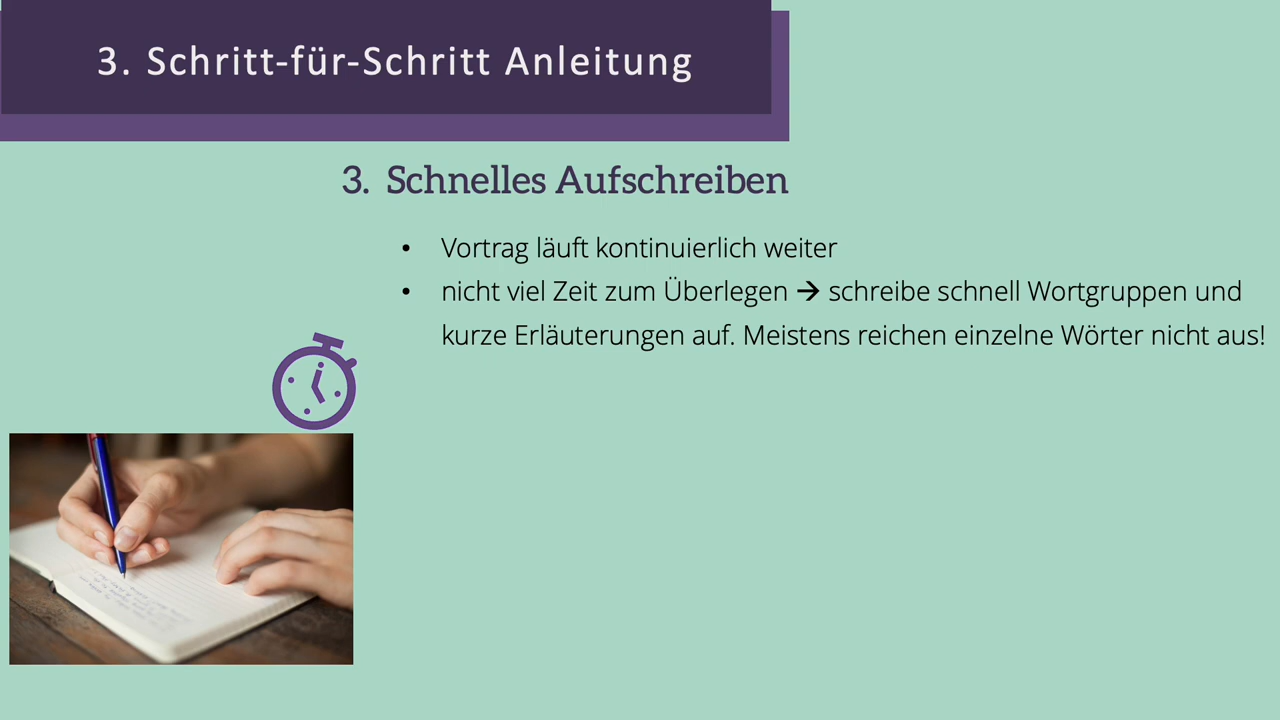 3. Schritt-für-Schritt Anleitung
3. Schnelles Aufschreiben
• Vortrag läuft kontinuierlich weiter
• nicht viel Zeit zum Überlegen → schreibe schnell Wortgruppen und
kurze Erläuterungen auf. Meistens reichen einzelne Wörter nicht aus!